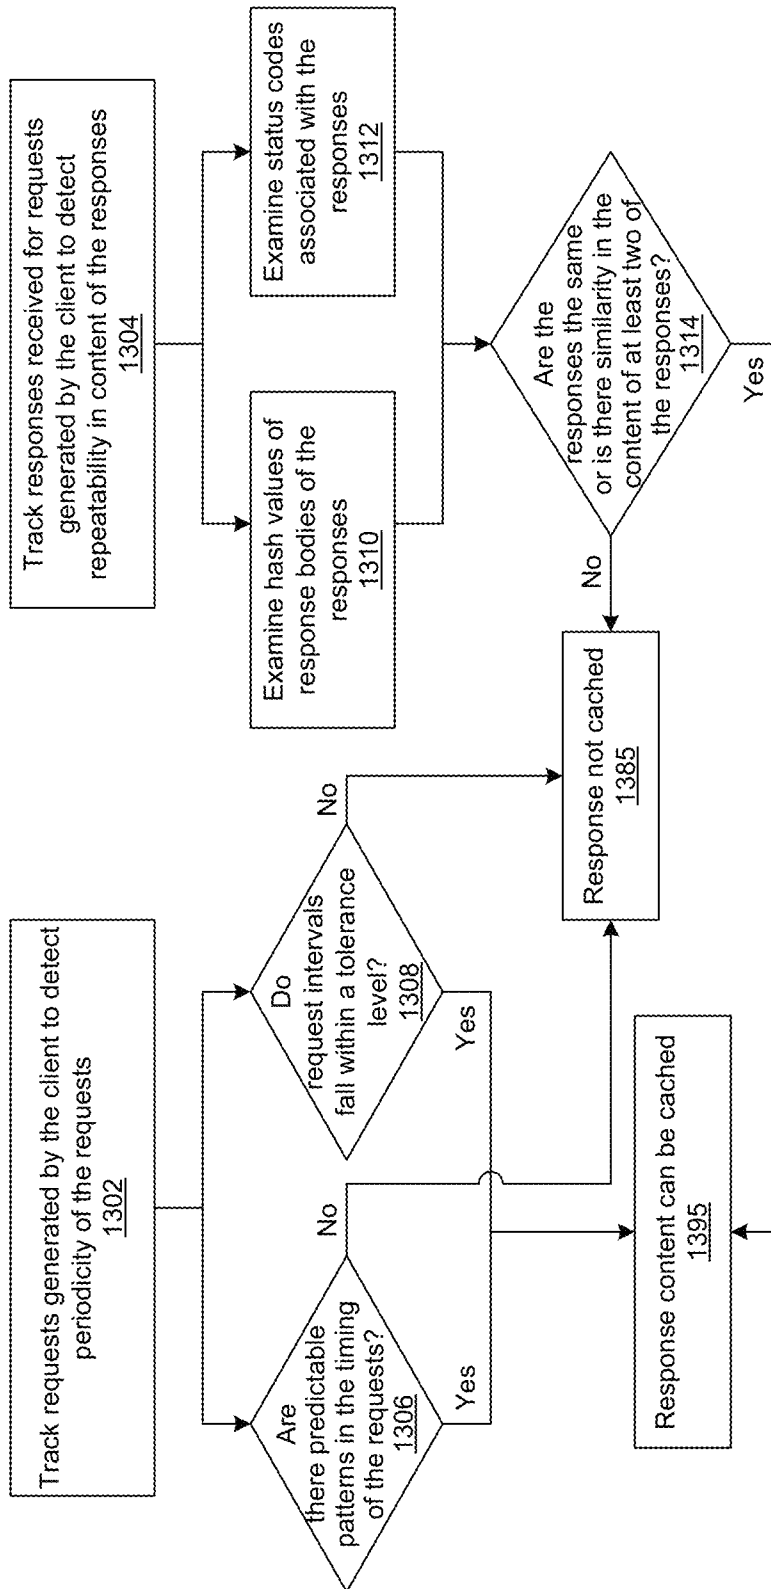 Track requests generated by the client to detect
periodicity of the requests
1302
Track responses received for requests
generated by the client to detect
repeatability in content of the responses
1304
Are
there predictable
patterns in the timing
of the requests?
1306
No
Yes
Do
request intervals
fall within a tolerance
level?
1308
No
Yes
Examine hash values of
response bodies of the
responses
1310
Examine status codes
associated with the
responses
1312
Are the
responses the same
or is there similarity in the
content of at least two of
the responses?
1314
No
Yes
Response not cached
1385
Response content can be cached
1395